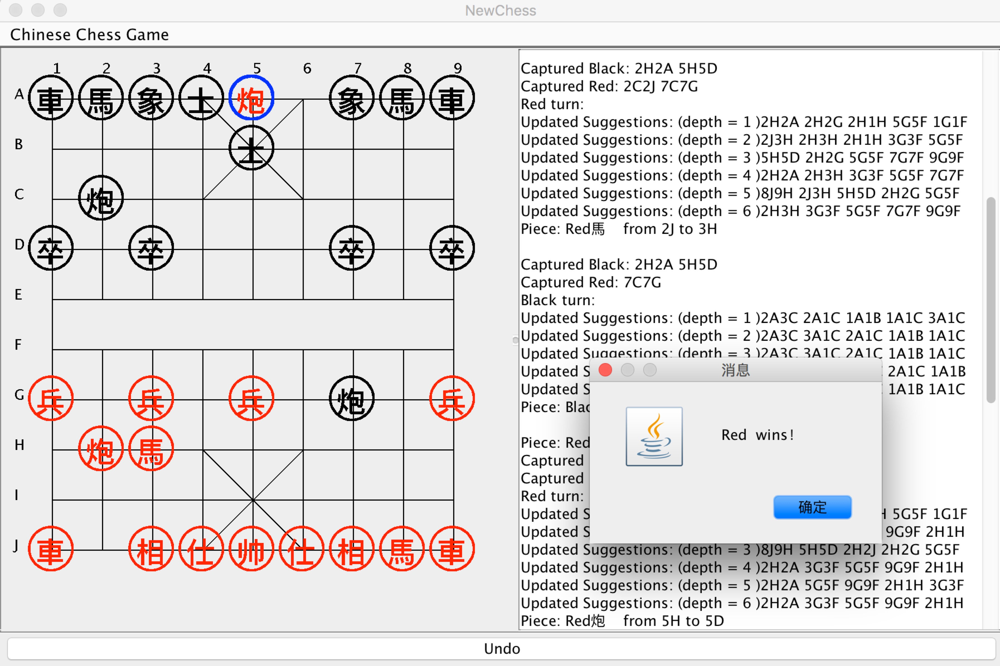 NewChess
Chinese Chess Game
1 2 3 4 5 6 7 8 9
A 車 馬 象 士 炮 象 馬 車
B 士
C 炮
D 卒 卒 卒 卒
E
F
G 兵 兵 兵 炮 兵
H 炮 馬
I
J 車 相 仕 帅 仕 相 馬 車
Captured Black: 2H2A 5H5D
Captured Red: 2C2J 7C7G
Red turn:
Updated Suggestions: (depth = 1 )2H2A 2H2G 2H1H 5G5F 1G1F
Updated Suggestions: (depth = 2 )2J3H 2H3H 2H1H 3G3F 5G5F
Updated Suggestions: (depth = 3 )5H5D 2H2G 5G5F 7G7F 9G9F
Updated Suggestions: (depth = 4 )2H2A 2H3H 3G3F 5G5F 7G7F
Updated Suggestions: (depth = 5 )8J9H 2J3H 5H5D 2H2G 5G5F
Updated Suggestions: (depth = 6 )2H3H 3G3F 5G5F 7G7F 9G9F
Piece: Red馬 from 2J to 3H
Captured Black: 2H2A 5H5D
Captured Red: 7C7G
Black turn:
Updated Suggestions: (depth = 1 )2A3C 2A1C 1A1B 1A1C 3A1C
Updated Suggestions: (depth = 2 )2A3C 3A1C 2A1C 1A1B 1A1C
Updated Suggestions: (depth = 3 )2A3C 3A1C 2A1C 1A1B 1A1C
Updated 2A1C 1A1B
Updated 1A1B 1A1C
Piece:
Piece: Red
Captured
Captured
Red turn:
Updated 5G5F 1G1F
Updated 9G9F 2H1H
Updated Suggestions: (depth = 3 )8J9H 5H5D 2H2J 2H2G 5G5F
Updated Suggestions: (depth = 4 )2H2A 3G3F 5G5F 9G9F 2H1H
Updated Suggestions: (depth = 5 )2H2A 5G5F 9G9F 2H1H 3G3F
Updated Suggestions: (depth = 6 )2H2A 3G3F 5G5F 9G9F 2H1H
Piece: Red炮 from 5H to 5D
消息
Red wins!
确定
Undo